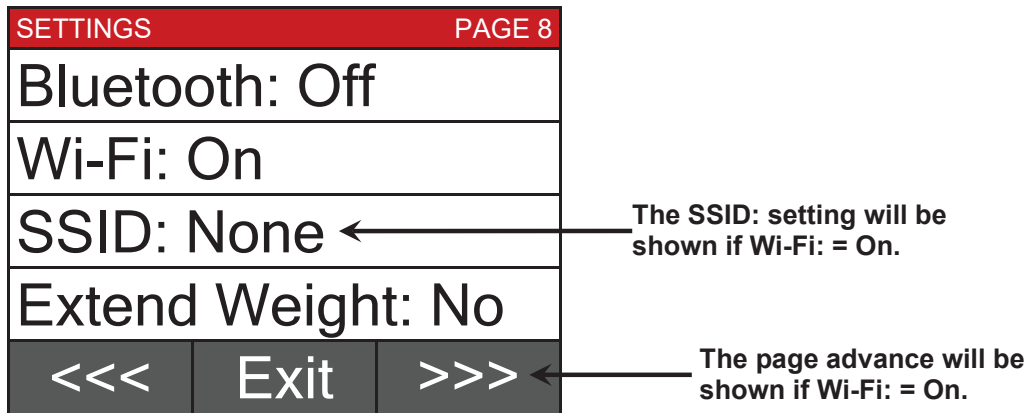 SETTINGS PAGE 8
Bluetooth: Off
Wi-Fi: On
SSID: None
The SSID: setting will be
shown if Wi-Fi: = On.
Extend Weight: No
<<< Exit >>>
The page advance will be
shown if Wi-Fi: = On.